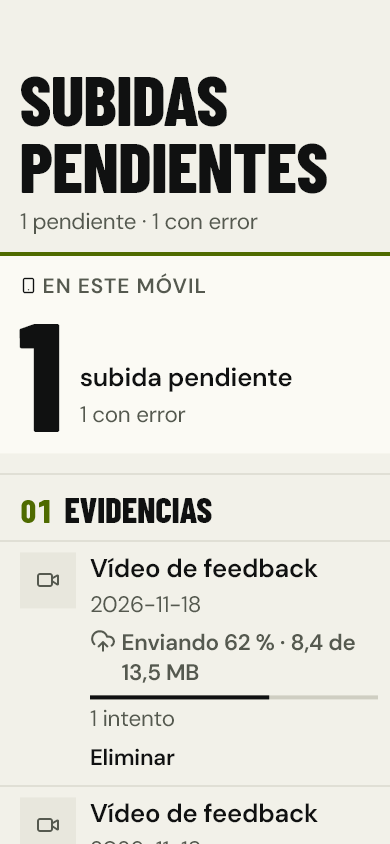 SUBIDAS
PENDIENTES
1 pendiente · 1 con error
EN ESTE MÓVIL
1
subida pendiente
1 con error
01 EVIDENCIAS
Vídeo de feedback
2026-11-18
Enviando 62 % · 8,4 de
13,5 MB
1 intento
Eliminar
Vídeo de feedback